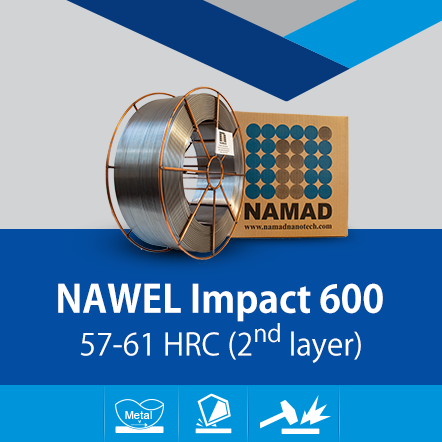 NAMAD
www.namadnanotech.com
NAWEL Impact 600
57-61 HRC (2nd layer)
Metal